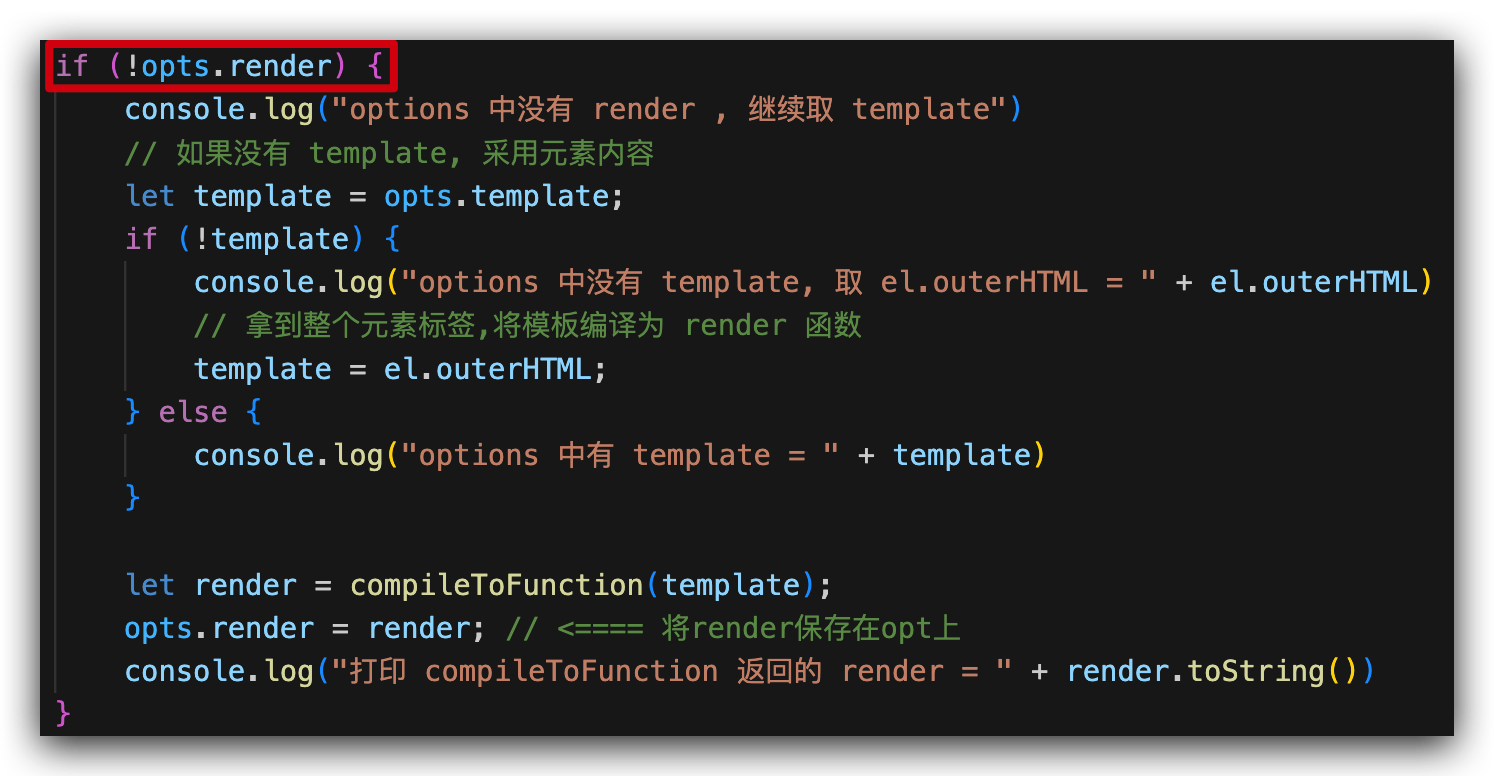 if (!opts.render) {
console.log("options 中没有 render , 继续取 template")
// 如果没有 template, 采用元素内容
let template = opts.template;
if (!template) {
console.log("options 中没有 template, 取 el.outerHTML = " + el.outerHTML)
// 拿到整个元素标签,将模板编译为 render 函数
template = el.outerHTML;
} else {
console.log("options 中有 template = " + template)
}
let render = compileToFunction(template);
opts.render = render; // <==== 将render保存在opt上
console.log("打印 compileToFunction 返回的 render = " + render.toString())
}